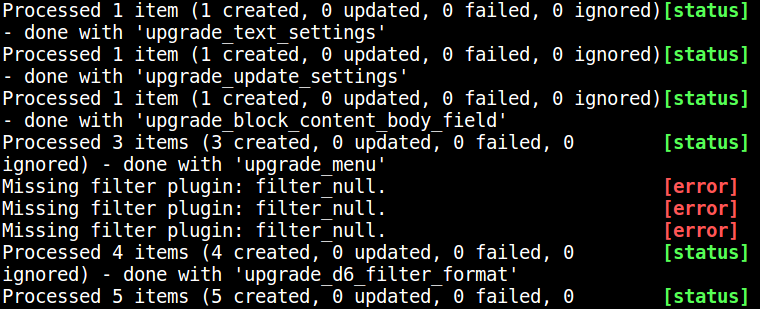 Processed 1 item (1 created, 0 updated, 0 failed, 0 ignored)[status]
- done with 'upgrade_text_settings'
Processed 1 item (1 created, 0 updated, 0 failed, 0 ignored)[status]
- done with 'upgrade_update_settings'
Processed 1 item (1 created, 0 updated, 0 failed, 0 ignored)[status]
- done with 'upgrade_block_content_body_field'
Processed 3 items (3 created, 0 updated, 0 failed, 0 [status]
ignored) - done with 'upgrade_menu'
Missing filter plugin: filter_null. [error]
Missing filter plugin: filter_null. [error]
Missing filter plugin: filter_null. [error]
Processed 4 items (4 created, 0 updated, 0 failed, 0 [status]
ignored) - done with 'upgrade_d6_filter_format'
Processed 5 items (5 created, 0 updated, 0 failed, 0 [status]